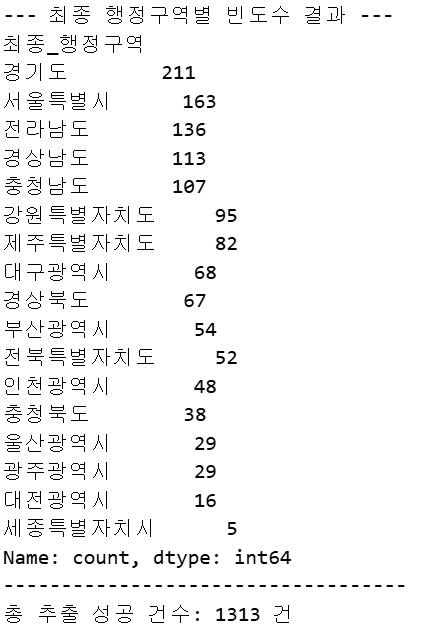 --- 최종 행정구역별 빈도수 결과 ---
최종_행정구역
경기도 211
서울특별시 163
전라남도 136
경상남도 113
충청남도 107
강원특별자치도 95
제주특별자치도 82
대구광역시 68
경상북도 67
부산광역시 54
전북특별자치도 52
인천광역시 48
충청북도 38
울산광역시 29
광주광역시 29
대전광역시 16
세종특별자치시 5
Name: count, dtype: int64
-----------------------------------
총 추출 성공 건수: 1313 건